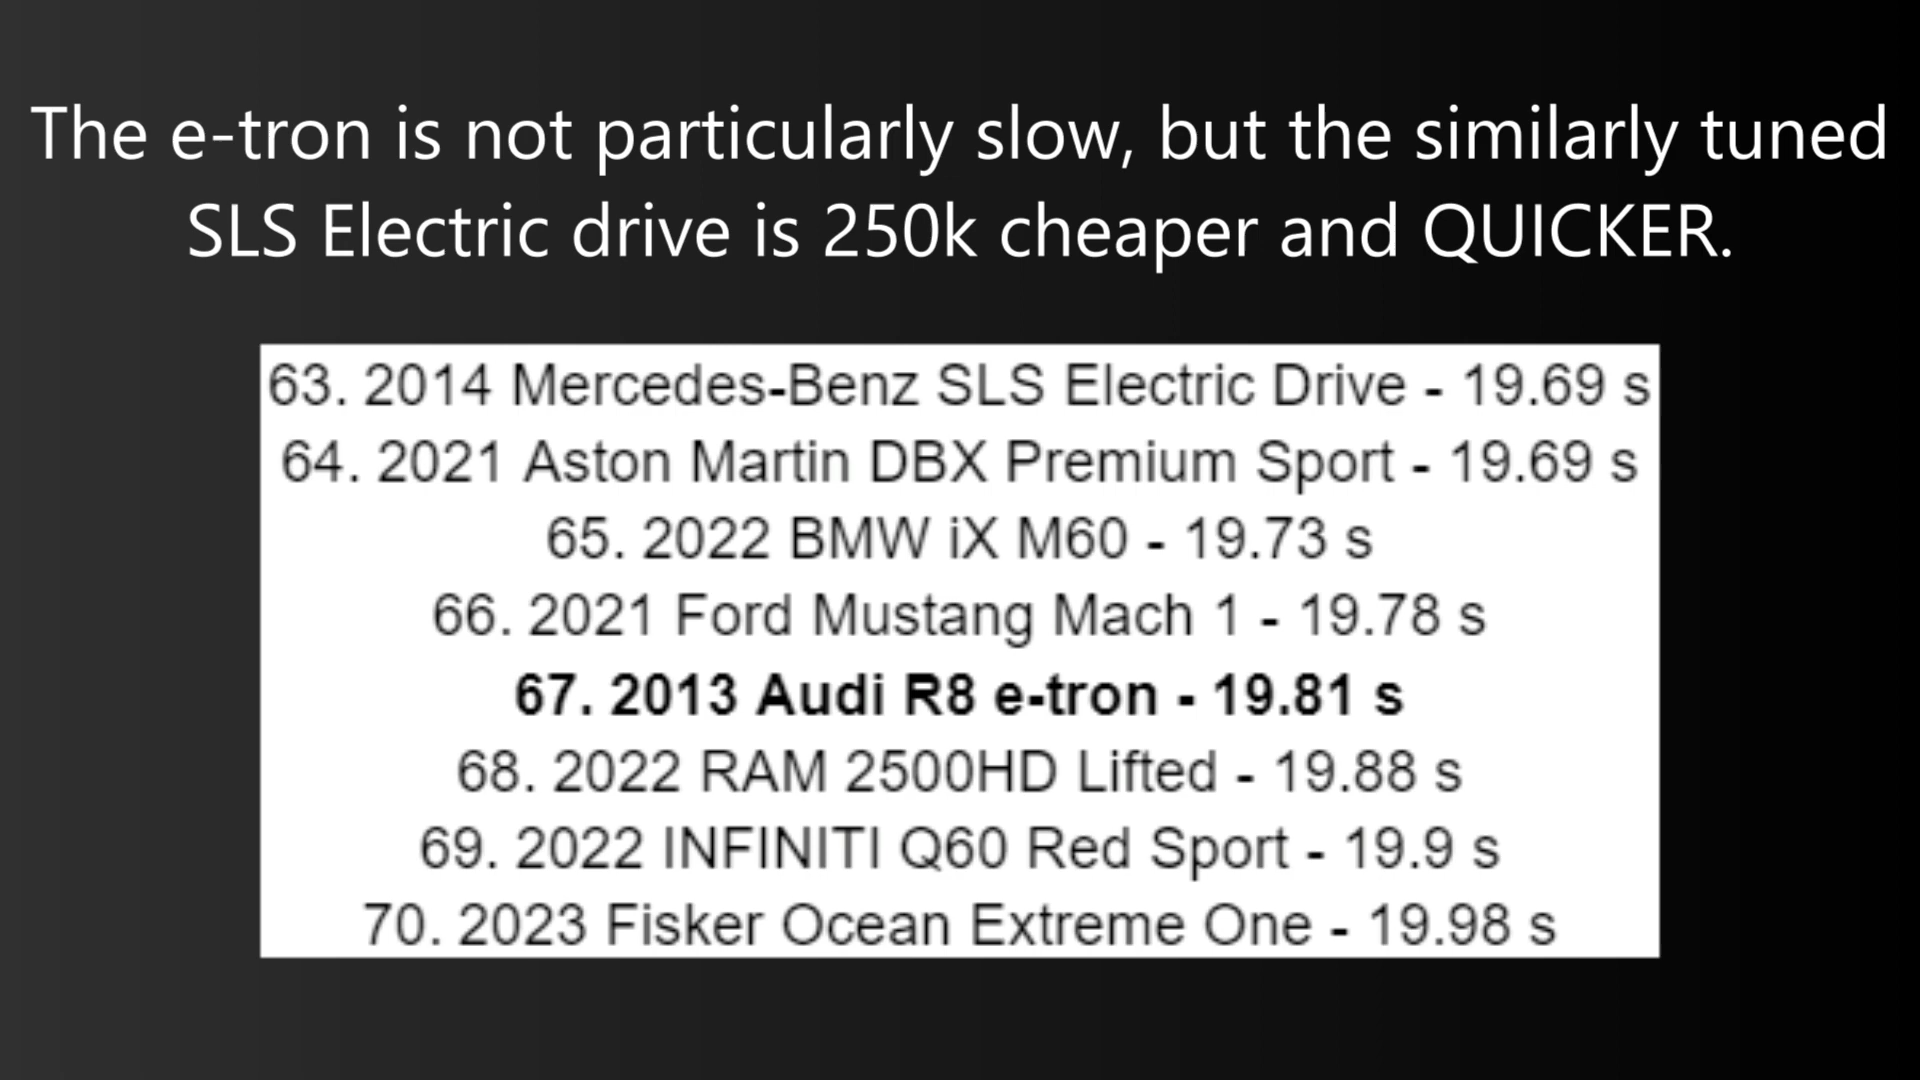 The e-tron is not particularly slow, but the similarly tuned
SLS Electric drive is 250k cheaper and QUICKER.
63. 2014 Mercedes-Benz SLS Electric Drive - 19.69 s
64. 2021 Aston Martin DBX Premium Sport - 19.69 s
65. 2022 BMW iX M60 - 19.73 s
66. 2021 Ford Mustang Mach 1 - 19.78 s
67. 2013 Audi R8 e-tron - 19.81 s
68. 2022 RAM 2500HD Lifted - 19.88 s
69. 2022 INFINITI Q60 Red Sport - 19.9 s
70. 2023 Fisker Ocean Extreme One - 19.98 s